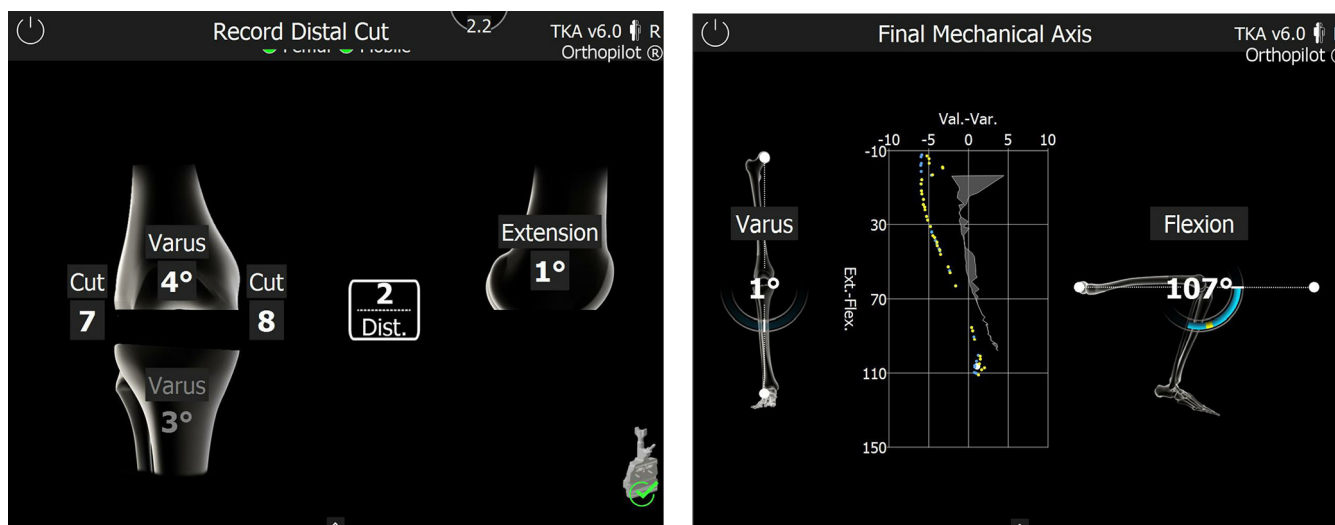 Record Distal Cut
2.2
TKA v6.0 R
Orthopilot ®
Femur Mobile
Varus
4°
Cut
7
Cut
8
2
Dist.
Extension
1°
Varus
3°
Final Mechanical Axis
TKA v6.0
Orthopilot
Val.-Var.
-10 -5 0 5 10
-10
30
70
110
150
Ext.-Flex.
Varus
1°
Flexion
107°